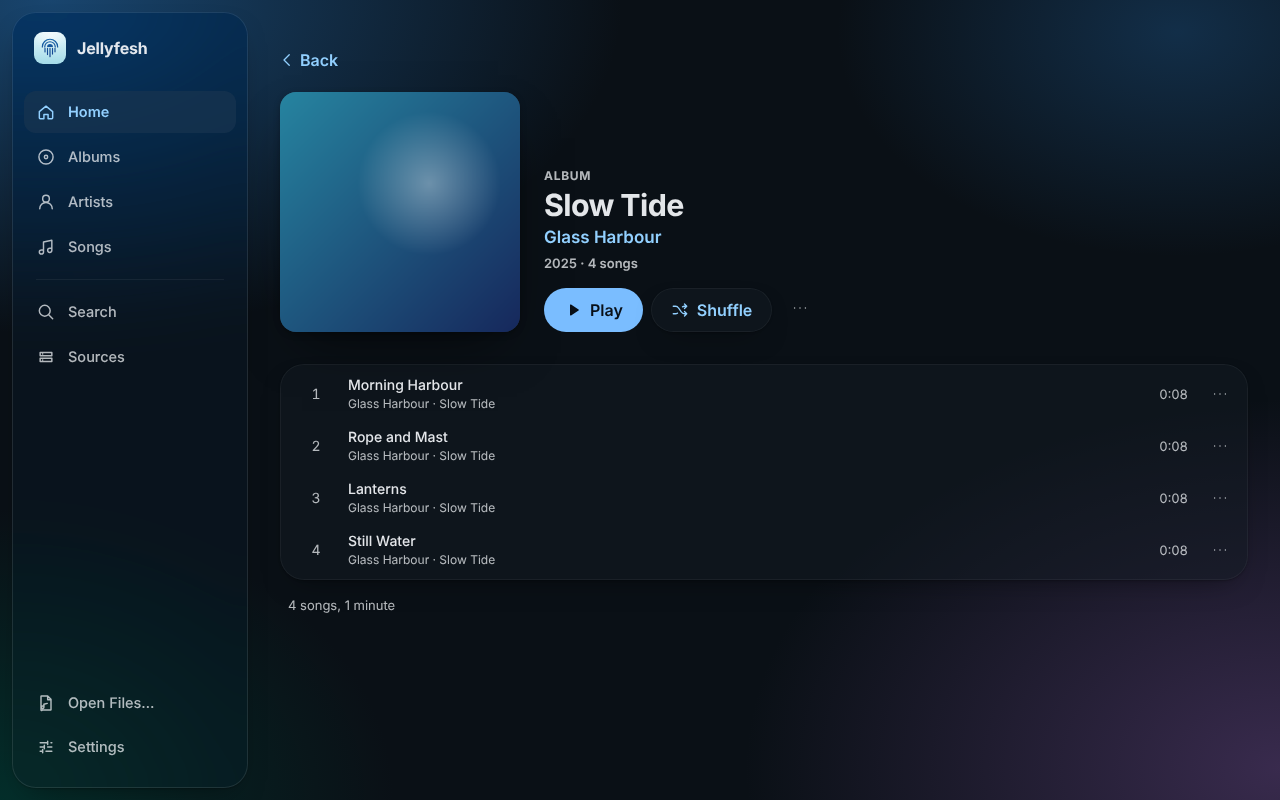 Jellyfesh
Home
Albums
Artists
Songs
Search
Sources
Open Files...
Settings
Back
ALBUM
Slow Tide
Glass Harbour
2025 · 4 songs
Play
Shuffle
···
1 Morning Harbour 0:08 ···
Glass Harbour · Slow Tide
2 Rope and Mast 0:08 ···
Glass Harbour · Slow Tide
3 Lanterns 0:08 ···
Glass Harbour · Slow Tide
4 Still Water 0:08 ···
Glass Harbour · Slow Tide
4 songs, 1 minute